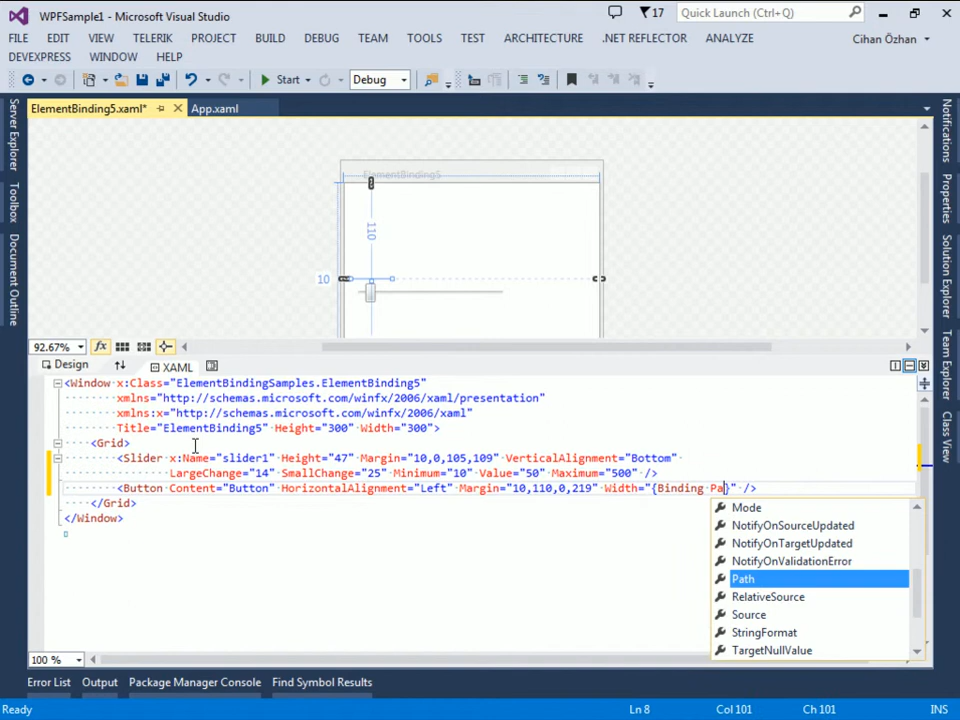 WPFSample1 - Microsoft Visual Studio
17
Quick Launch (Ctrl+Q)
FILE EDIT VIEW TELERIK PROJECT BUILD DEBUG TEAM TOOLS TEST ARCHITECTURE .NET REFLECTOR ANALYZE
Cihan Özhan
DEVEXPRESS WINDOW HELP
Start
Debug
ElementBinding5.xaml*
App.xaml
Server Explorer
Toolbox
Document Outline
Notifications
Properties
Solution Explorer
Team Explorer
Class View
ElementBinding5
110
10
92.67%
fx
Design
XAML
<Window x:Class="ElementBindingSamples.ElementBinding5"
xmlns="http://schemas.microsoft.com/winfx/2006/xaml/presentation"
xmlns:x="http://schemas.microsoft.com/winfx/2006/xaml"
Title="ElementBinding5" Height="300" Width="300">
<Grid>
<Slider x:Name="slider1" Height="47" Margin="10,0,105,109" VerticalAlignment="Bottom"
LargeChange="14" SmallChange="25" Minimum="10" Value="50" Maximum="500" />
<Button Content="Button" HorizontalAlignment="Left" Margin="10,110,0,219" Width="{Binding Pa}" />
</Grid>
</Window>
Mode
NotifyOnSourceUpdated
NotifyOnTargetUpdated
NotifyOnValidationError
Path
RelativeSource
Source
StringFormat
TargetNullValue
100 %
Error List
Output
Package Manager Console
Find Symbol Results
Ready
Ln 8
Col 101
Ch 101
INS